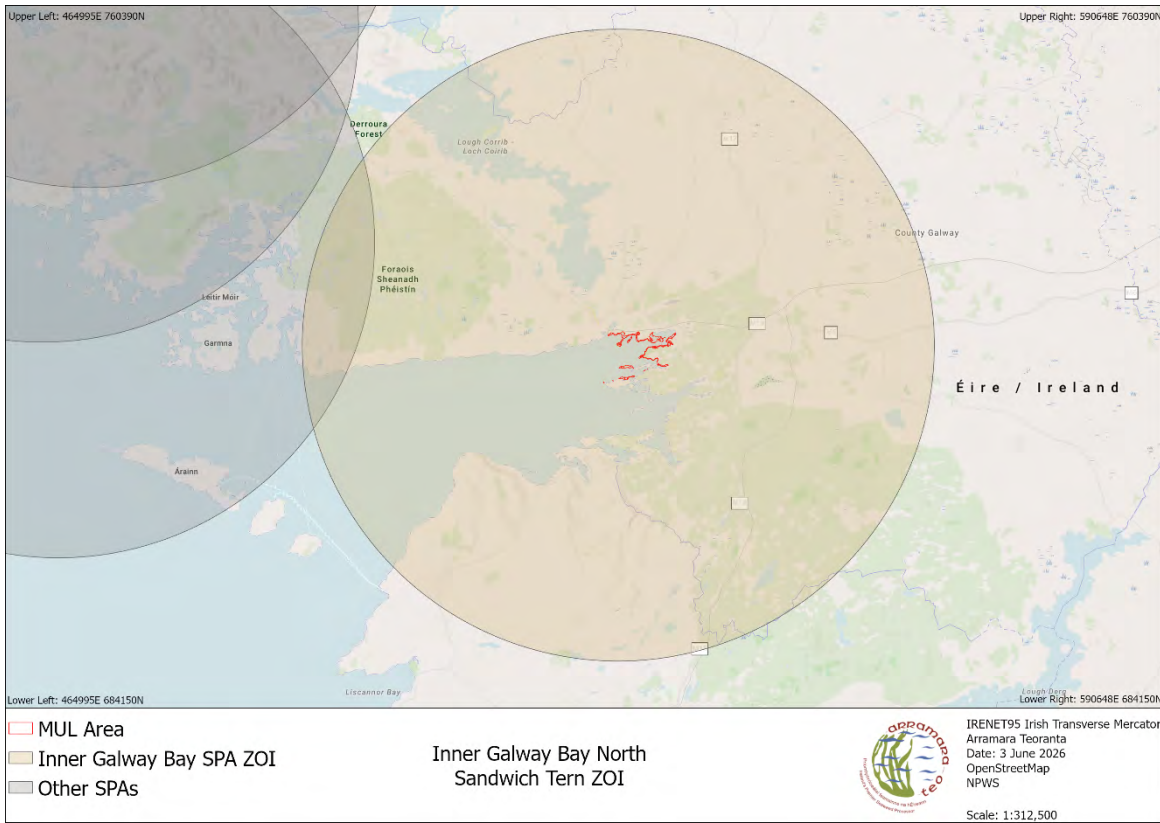 Upper Left: 464995E 760390N
Upper Right: 590648E 760390N
Derroura
Forest
Lough Corrib -
Loch Coirib
County Galway
Foraois
Sheanadh
Phéistín
Leitir Móir
Garmna
Éire / Ireland
Árainn
Liscannor Bay
Lough Derg
Lower Left: 464995E 684150N
Lower Right: 590648E 684150N
MUL Area
Inner Galway Bay SPA ZOI
Other SPAs
Inner Galway Bay North
Sandwich Tern ZOI
arramara
teo
IRENET95 Irish Transverse Mercator
Arramara Teoranta
Date: 3 June 2026
OpenStreetMap
NPWS
Scale: 1:312,500